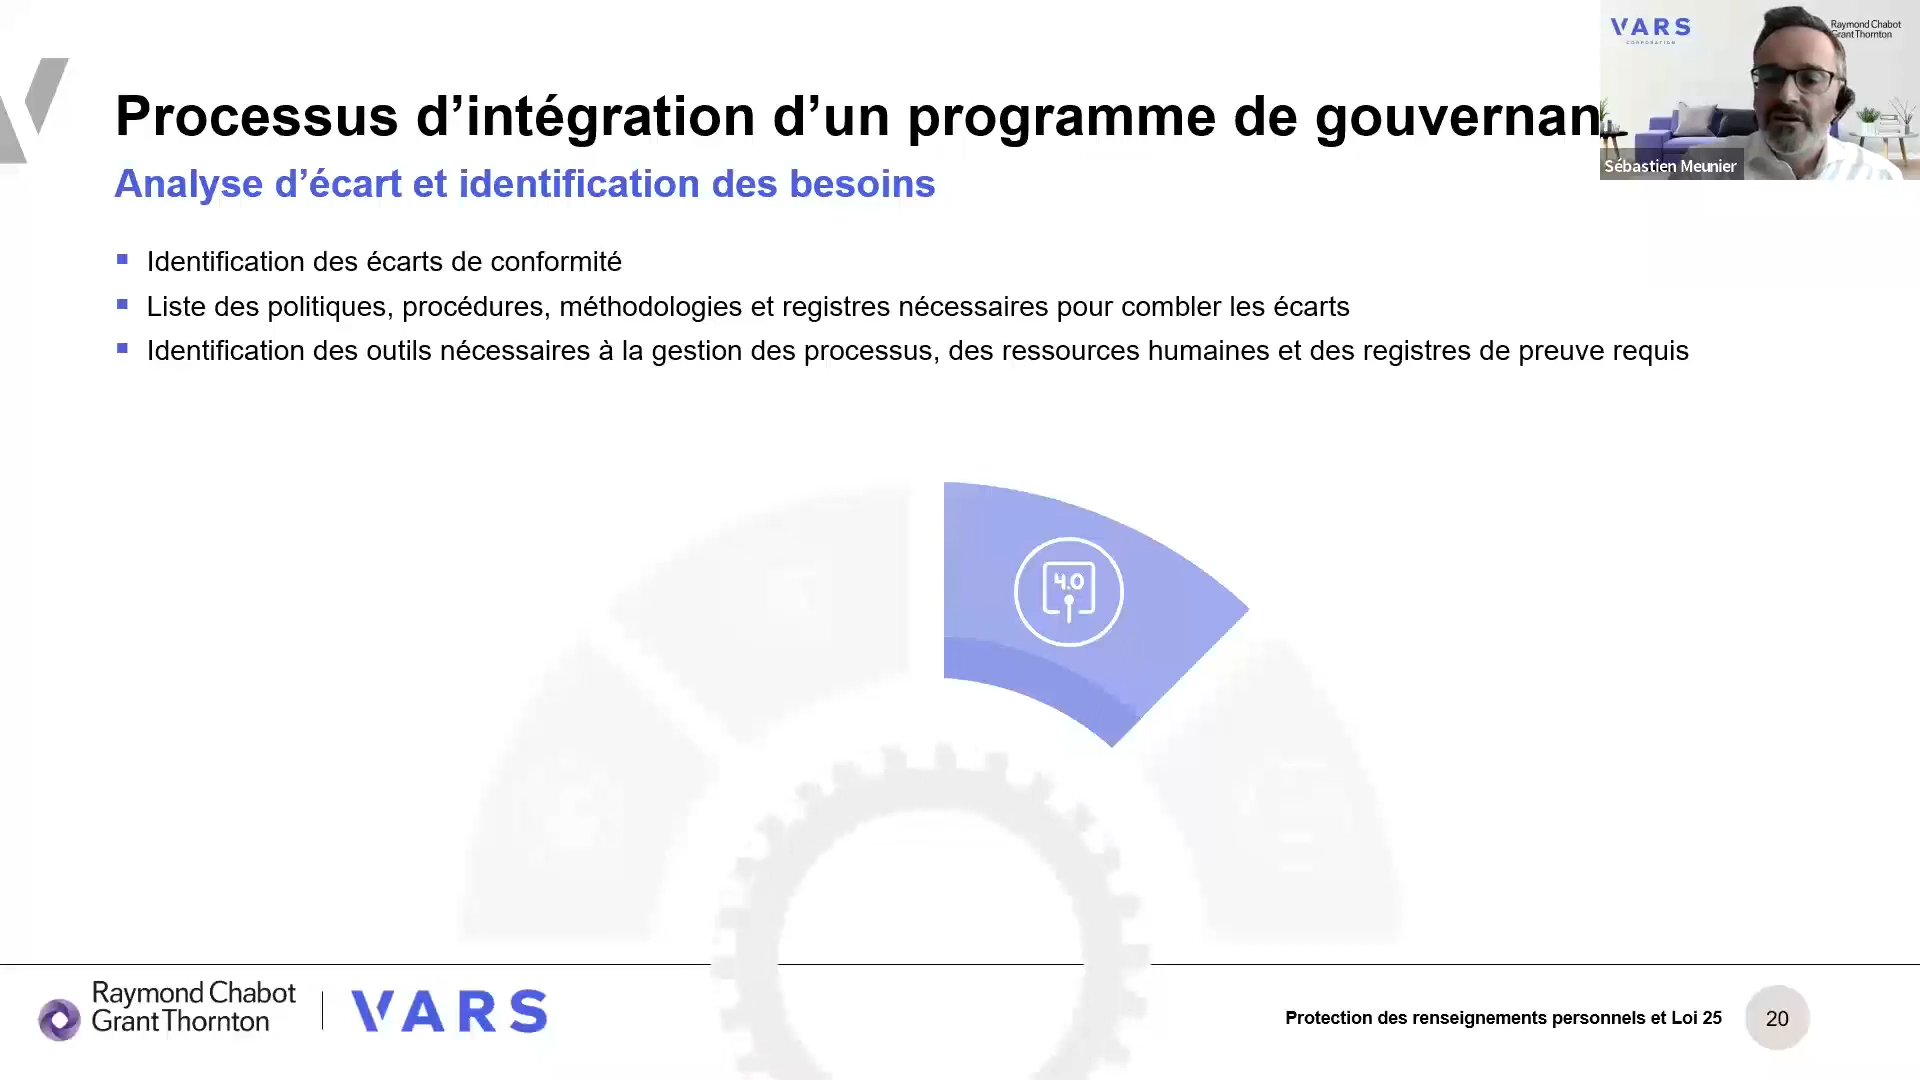 Processus d’intégration d’un programme de gouvernan
Analyse d’écart et identification des besoins
Identification des écarts de conformité
Liste des politiques, procédures, méthodologies et registres nécessaires pour combler les écarts
Identification des outils nécessaires à la gestion des processus, des ressources humaines et des registres de preuve requis
VARS
CORPORATION
Raymond Chabot
Grant Thornton
Sébastien Meunier
4.0
Raymond Chabot
Grant Thornton
VARS
Protection des renseignements personnels et Loi 25
20